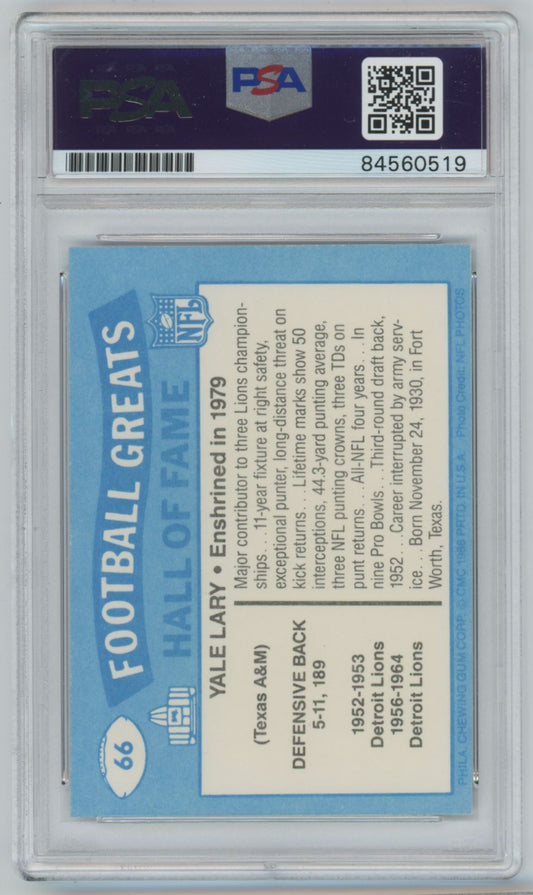 PSA
PSA
84560519
66
FOOTBALL GREATS
HALL OF FAME
NFL
YALE LARY • Enshrined in 1979
(Texas A&M)
DEFENSIVE BACK
5-11, 189
1952-1953
Detroit Lions
1956-1964
Detroit Lions
Major contributor to three Lions champion-
ships. . .11-year fixture at right safety,
exceptional punter, long-distance threat on
kick returns. . .Lifetime marks show 50
interceptions, 44.3-yard punting average,
three NFL punting crowns, three TDs on
punt returns. . .All-NFL four years. . .In
nine Pro Bowls. . .Third-round draft back,
1952. . .Career interrupted by army serv-
ice. . .Born November 24, 1930, in Fort
Worth, Texas.
PHILA. CHEWING GUM CORP. © CMC 1988 PRTD. IN U.S.A. Photo Credit: NFL PHOTOS